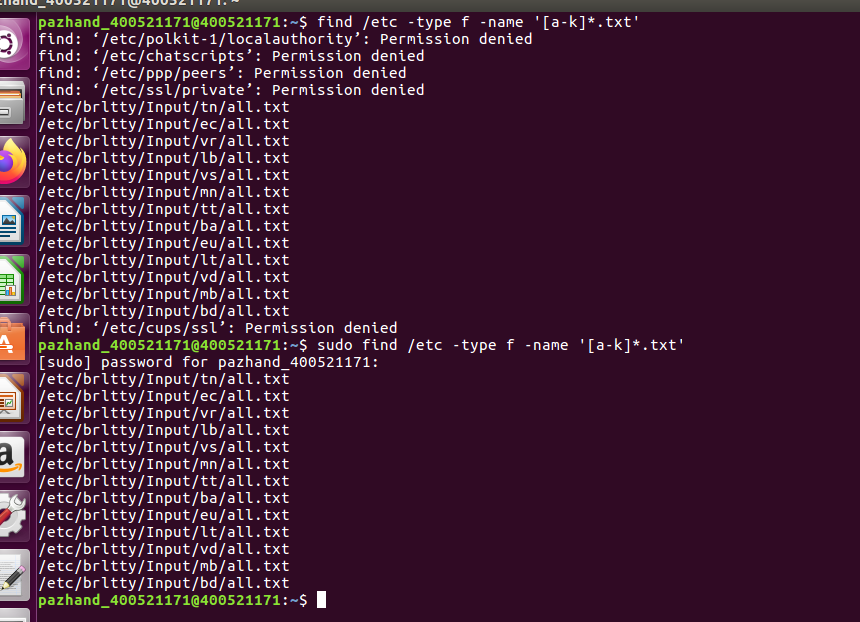 pazhand_400521171@400521171: ~
pazhand_400521171@400521171:~$ find /etc -type f -name '[a-k]*.txt'
find: ‘/etc/polkit-1/localauthority’: Permission denied
find: ‘/etc/chatscripts’: Permission denied
find: ‘/etc/ppp/peers’: Permission denied
find: ‘/etc/ssl/private’: Permission denied
/etc/brltty/Input/tn/all.txt
/etc/brltty/Input/ec/all.txt
/etc/brltty/Input/vr/all.txt
/etc/brltty/Input/lb/all.txt
/etc/brltty/Input/vs/all.txt
/etc/brltty/Input/mn/all.txt
/etc/brltty/Input/tt/all.txt
/etc/brltty/Input/ba/all.txt
/etc/brltty/Input/eu/all.txt
/etc/brltty/Input/lt/all.txt
/etc/brltty/Input/vd/all.txt
/etc/brltty/Input/mb/all.txt
/etc/brltty/Input/bd/all.txt
find: ‘/etc/cups/ssl’: Permission denied
pazhand_400521171@400521171:~$ sudo find /etc -type f -name '[a-k]*.txt'
[sudo] password for pazhand_400521171:
/etc/brltty/Input/tn/all.txt
/etc/brltty/Input/ec/all.txt
/etc/brltty/Input/vr/all.txt
/etc/brltty/Input/lb/all.txt
/etc/brltty/Input/vs/all.txt
/etc/brltty/Input/mn/all.txt
/etc/brltty/Input/tt/all.txt
/etc/brltty/Input/ba/all.txt
/etc/brltty/Input/eu/all.txt
/etc/brltty/Input/lt/all.txt
/etc/brltty/Input/vd/all.txt
/etc/brltty/Input/mb/all.txt
/etc/brltty/Input/bd/all.txt
pazhand_400521171@400521171:~$